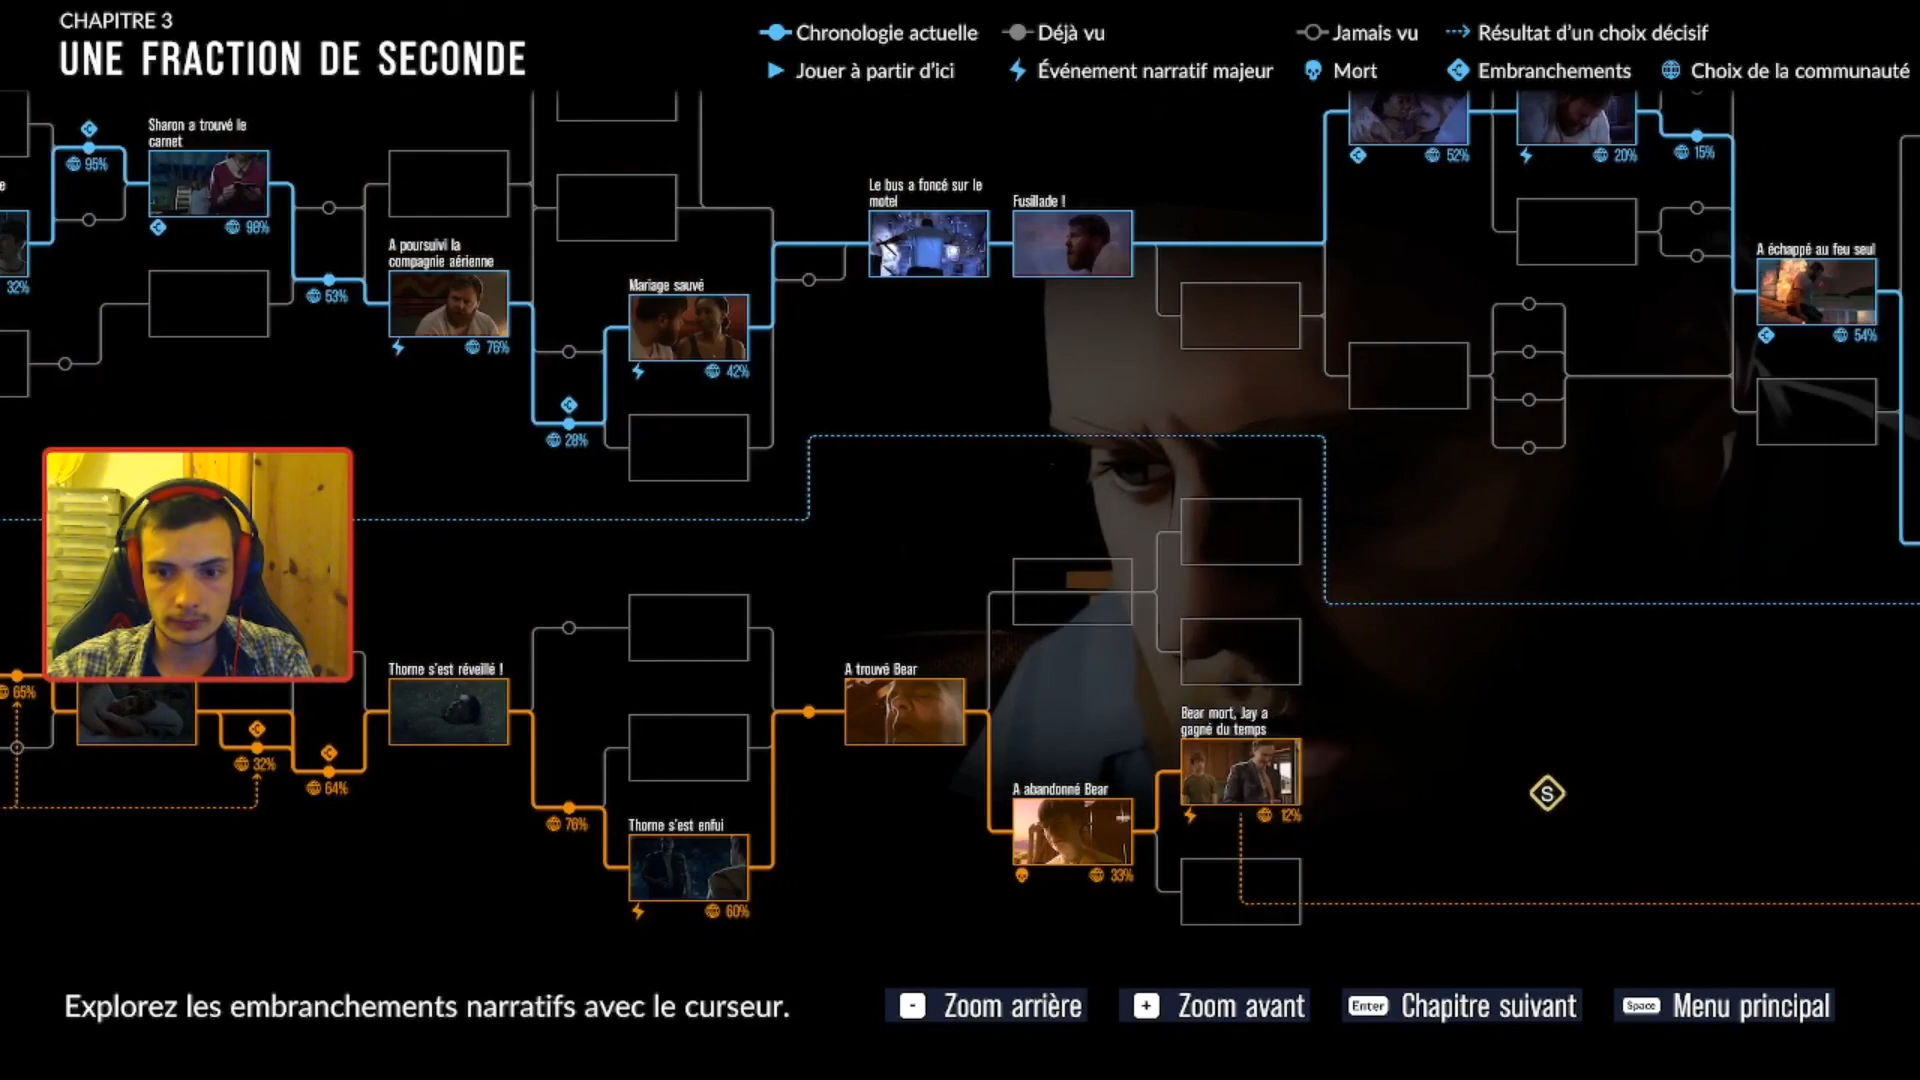 CHAPITRE 3
UNE FRACTION DE SECONDE
Chronologie actuelle
Déjà vu
Jamais vu
Résultat d'un choix décisif
Jouer à partir d'ici
Événement narratif majeur
Mort
Embranchements
Choix de la communauté
95%
Sharon a trouvé le
carnet
98%
e
32%
53%
A poursuivi la
compagnie aérienne
76%
28%
Mariage sauvé
42%
Le bus a foncé sur le
motel
Fusillade !
52%
20%
15%
A échappé au feu seul
54%
65%
32%
64%
Thorne s'est réveillé !
76%
Thorne s'est enfui
60%
A trouvé Bear
A abandonné Bear
33%
Bear mort, Jay a
gagné du temps
12%
S
Explorez les embranchements narratifs avec le curseur.
- Zoom arrière
+ Zoom avant
Enter Chapitre suivant
Space Menu principal